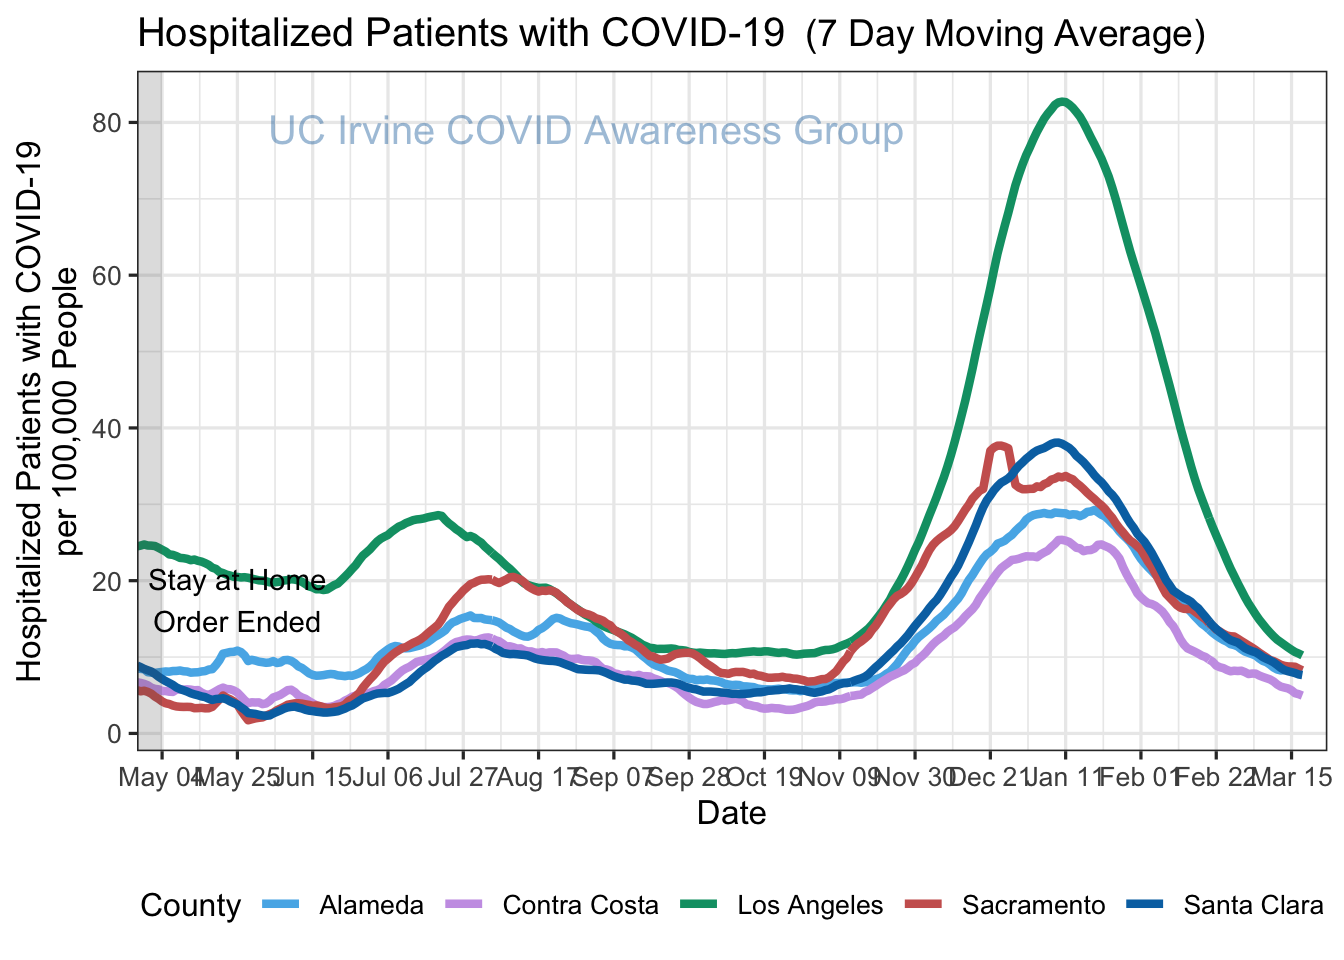 Hospitalized Patients with COVID-19 (7 Day Moving Average)
UC Irvine COVID Awareness Group
Hospitalized Patients with COVID-19
per 100,000 People
80
60
40
20
0
Stay at Home
Order Ended
May 04 May 25 Jun 15 Jul 06 Jul 27 Aug 17 Sep 07 Sep 28 Oct 19 Nov 09 Nov 30 Dec 21 Jan 11 Feb 01 Feb 22 Mar 15
Date
County Alameda Contra Costa Los Angeles Sacramento Santa Clara